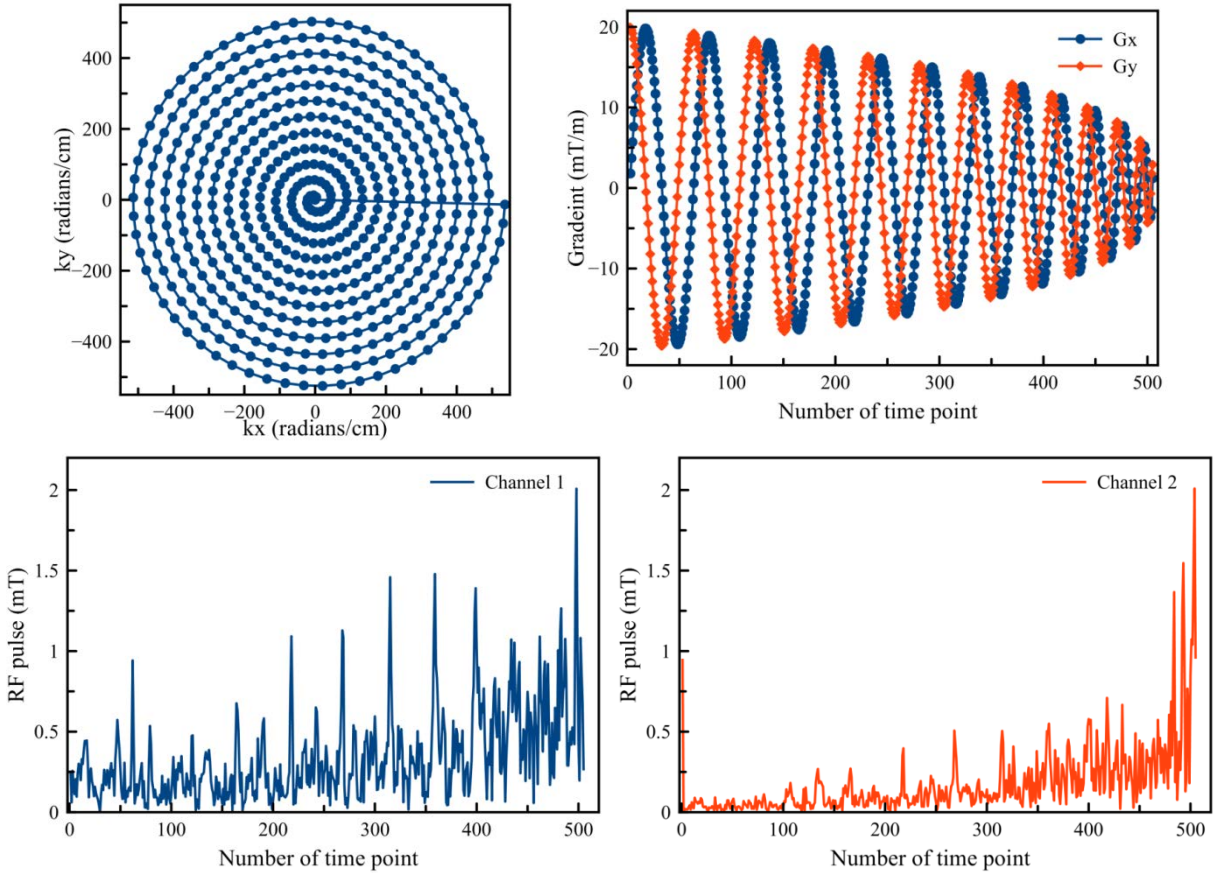 400
200
0
−200
−400
ky (radians/cm)
−400 −200 0 200 400
kx (radians/cm)
20
10
0
−10
−20
Gradeint (mT/m)
Gx
Gy
0 100 200 300 400 500
Number of time point
2
1.5
1
0.5
0
RF pulse (mT)
Channel 1
0 100 200 300 400 500
Number of time point
2
1.5
1
0.5
0
RF pulse (mT)
Channel 2
0 100 200 300 400 500
Number of time point